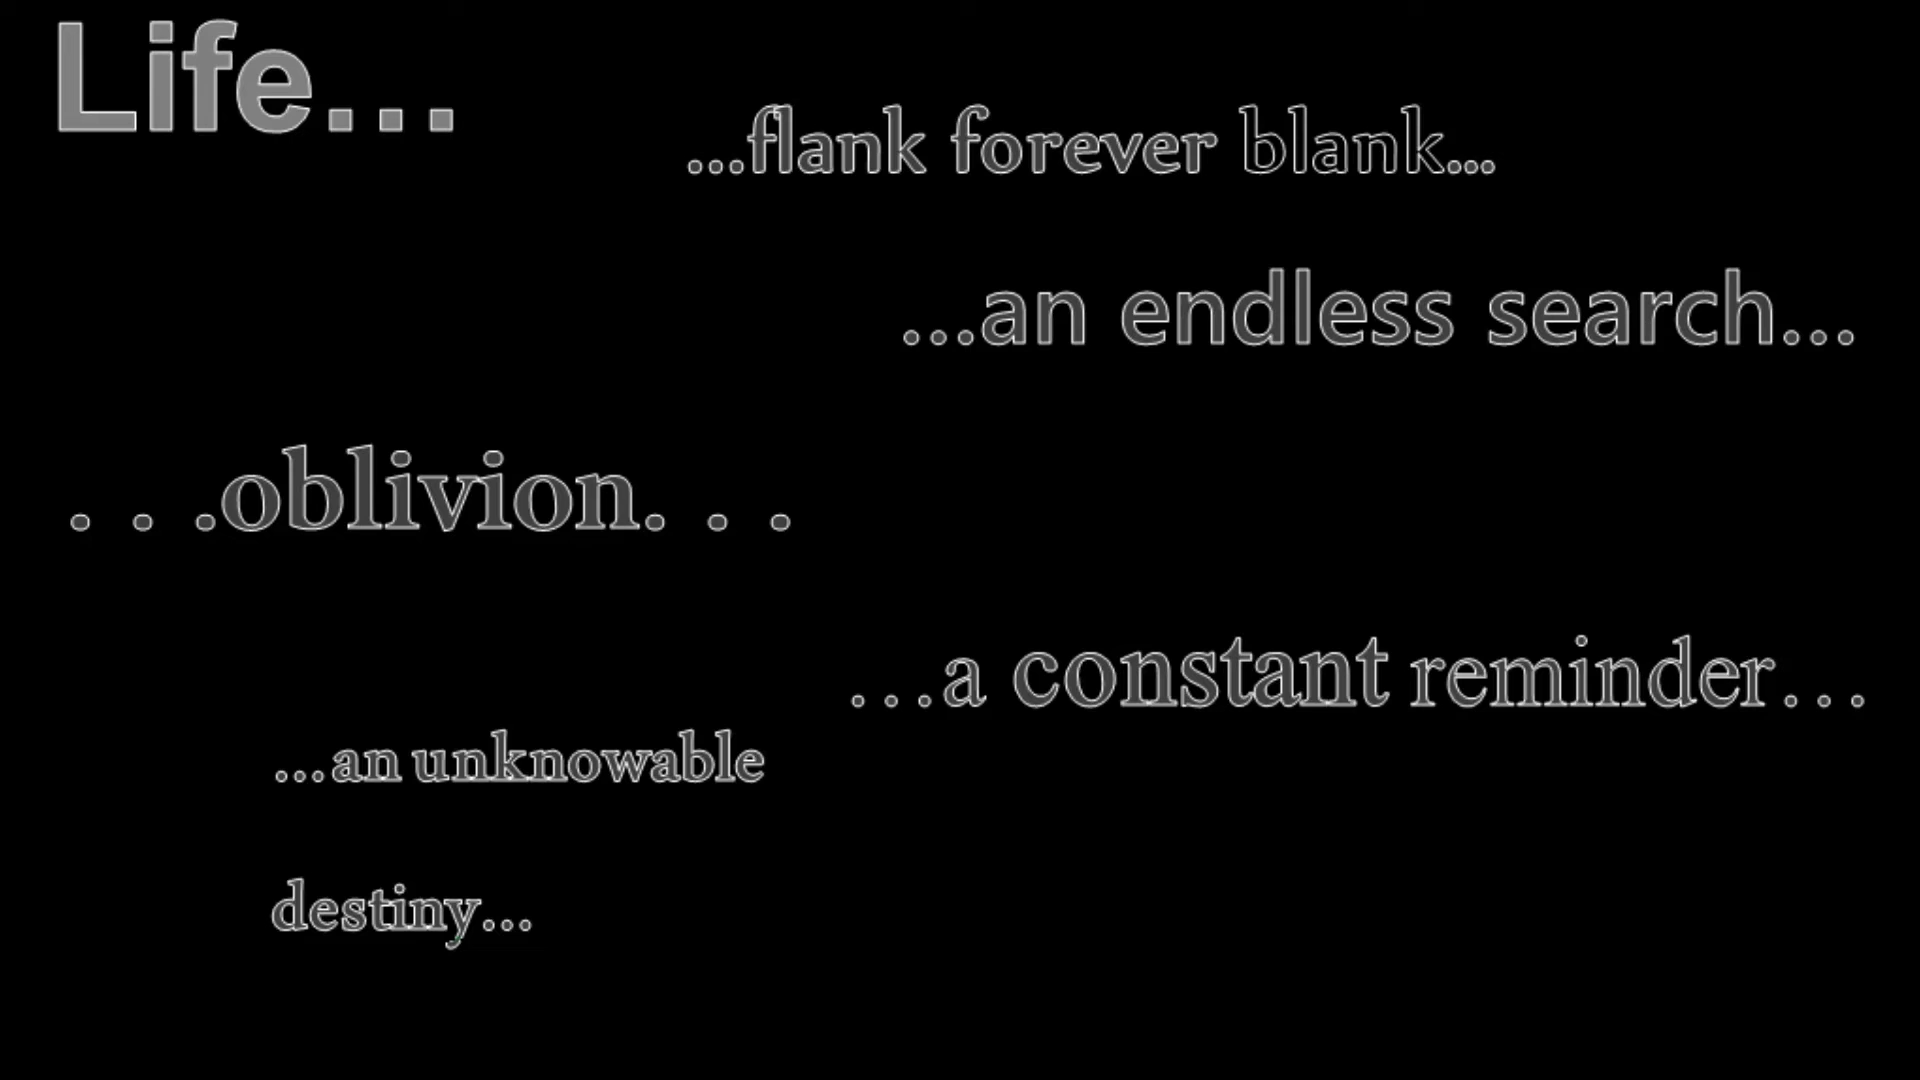 Life...
...flank forever blank...
...an endless search...
. . .oblivion. . .
...a constant reminder...
...an unknowable
destiny...